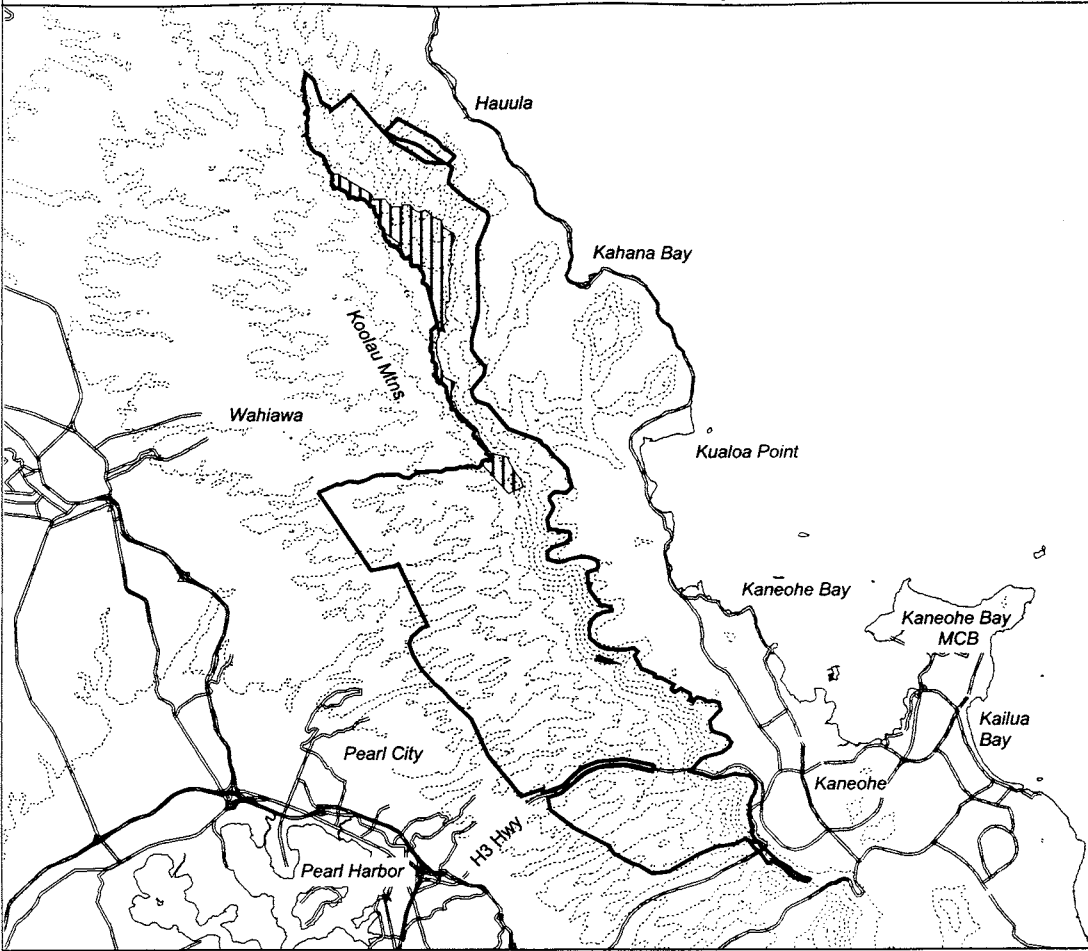 Hauula
Kahana Bay
Koolau Mtns.
Wahiawa
Kualoa Point
Kaneohe Bay
Kaneohe Bay
MCB
Kailua
Bay
Pearl City
Kaneohe
H3 Hwy
Pearl Harbor